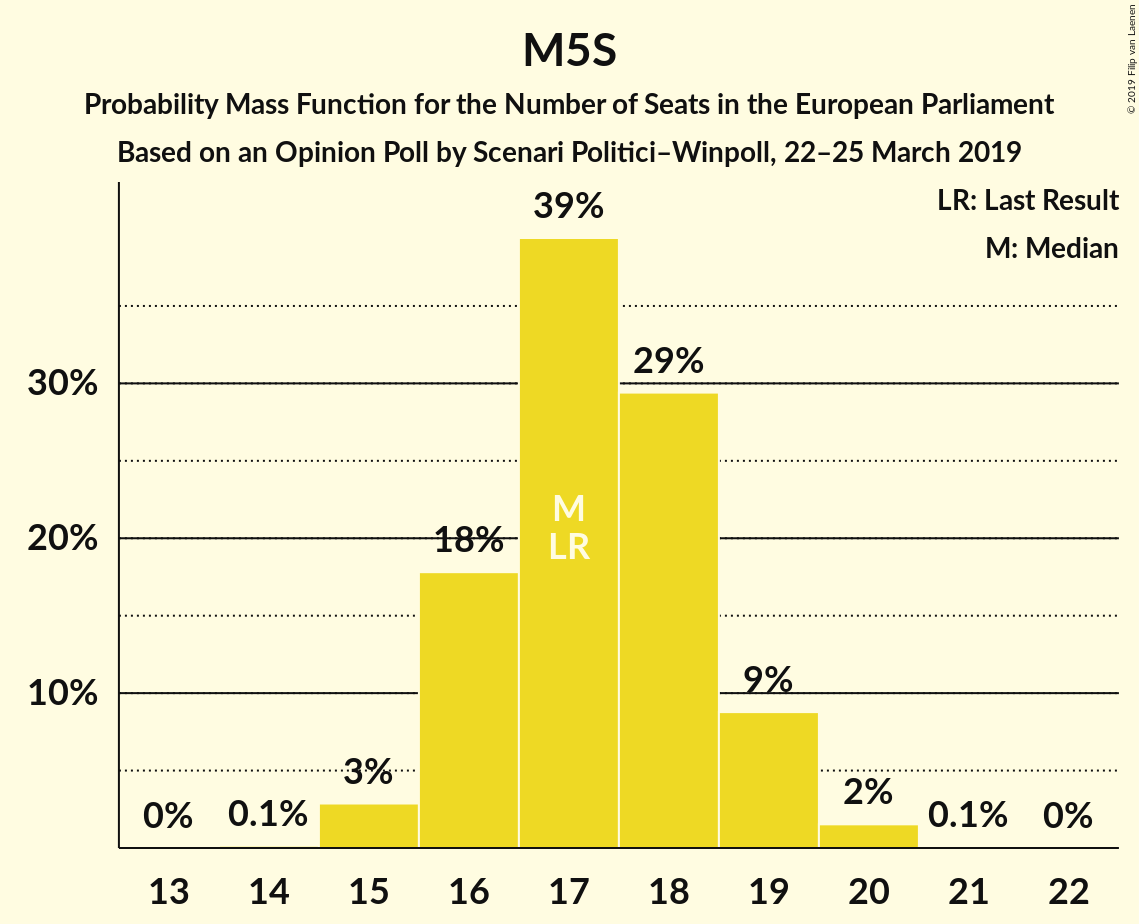 M5S
Probability Mass Function for the Number of Seats in the European Parliament
Based on an Opinion Poll by Scenari Politici–Winpoll, 22–25 March 2019
© 2019 Filip van Laenen
LR: Last Result
M: Median
39%
30%
29%
20%
18%
M
LR
10%
9%
3%
2%
0%
0.1%
0.1%
0%
13 14 15 16 17 18 19 20 21 22